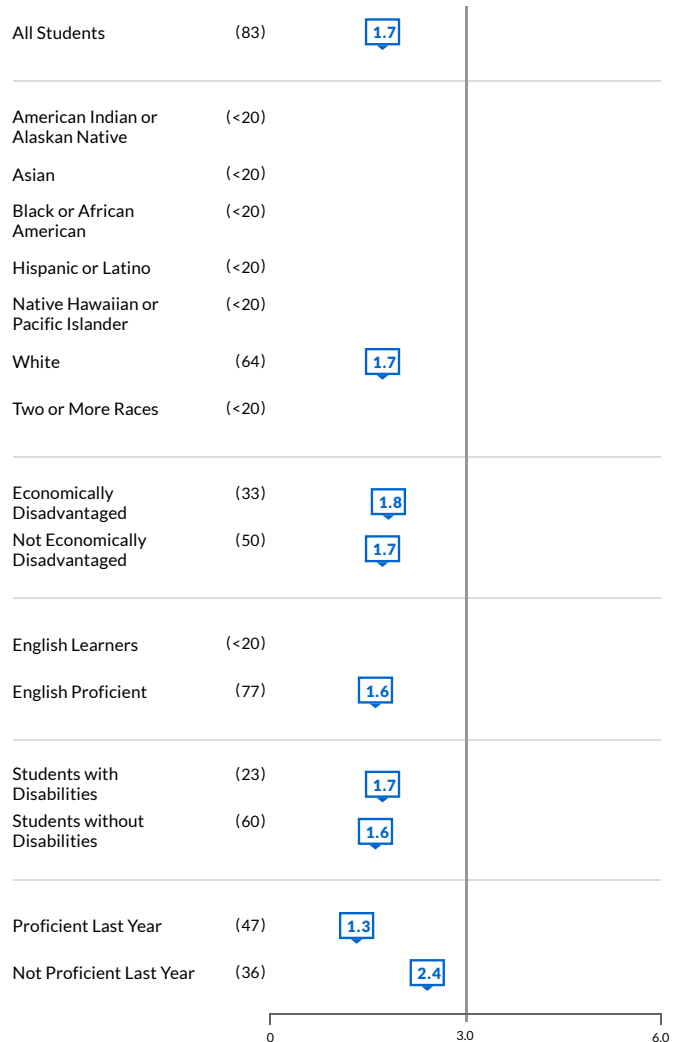 All Students (83) 1.7
American Indian or (<20)
Alaskan Native
Asian (<20)
Black or African (<20)
American
Hispanic or Latino (<20)
Native Hawaiian or (<20)
Pacific Islander
White (64) 1.7
Two or More Races (<20)
Economically (33) 1.8
Disadvantaged
Not Economically (50) 1.7
Disadvantaged
English Learners (<20)
English Proficient (77) 1.6
Students with (23) 1.7
Disabilities
Students without (60) 1.6
Disabilities
Proficient Last Year (47) 1.3
Not Proficient Last Year (36) 2.4
0 3.0 6.0